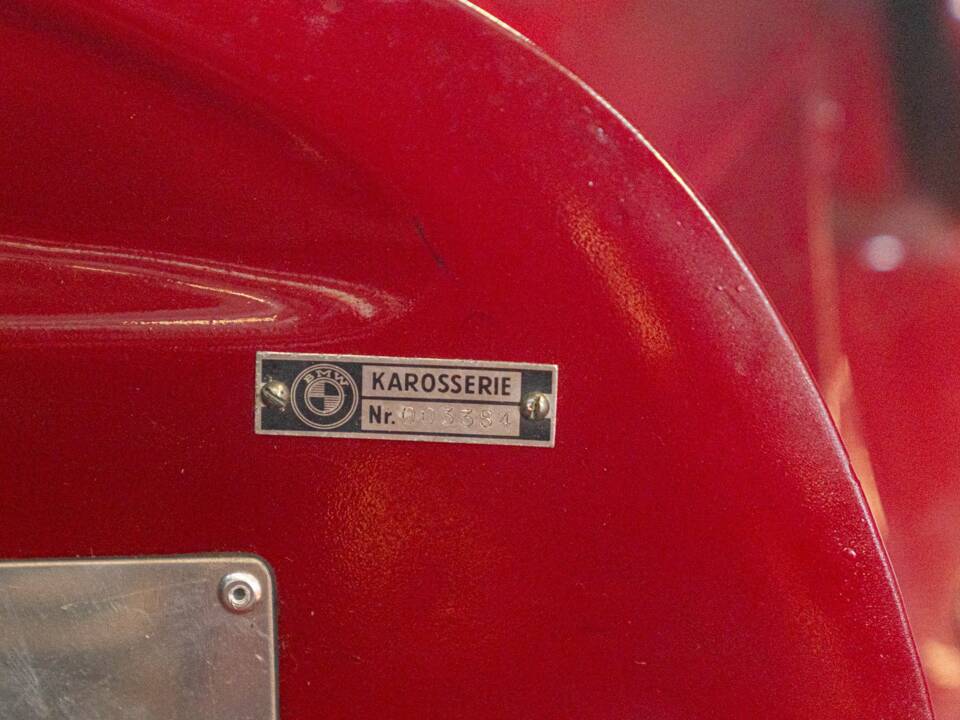 BMW
KAROSSERIE
Nr. 003384